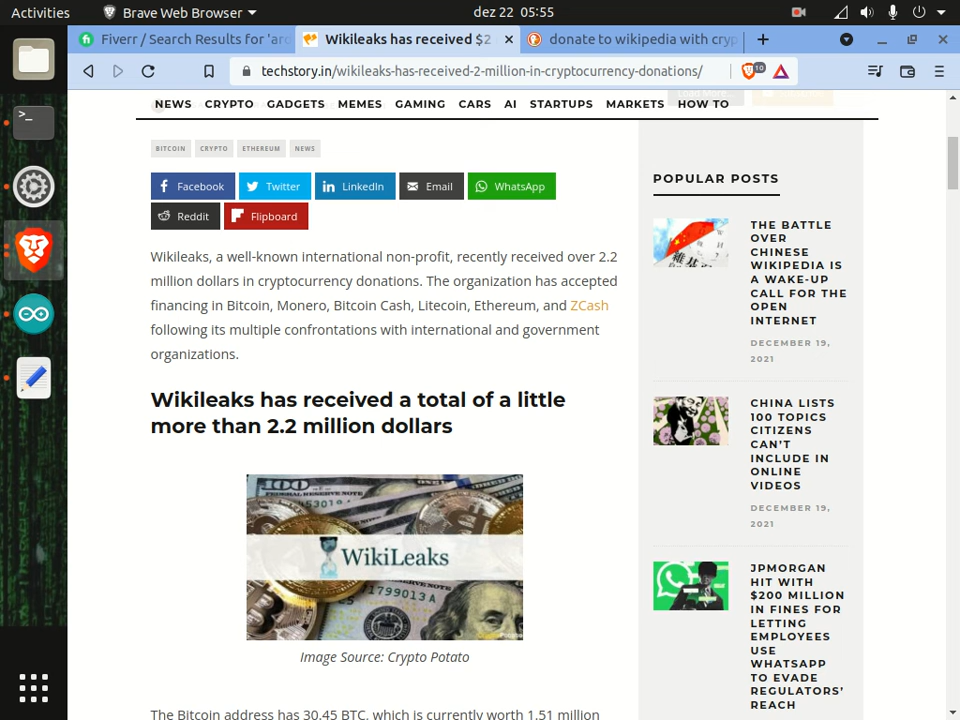 Activities
Brave Web Browser
dez 22 05:55
Fiverr / Search Results for 'ard
Wikileaks has received $2
donate to wikipedia with cryp
techstory.in/wikileaks-has-received-2-million-in-cryptocurrency-donations/
10
NEWS CRYPTO GADGETS MEMES GAMING CARS AI STARTUPS MARKETS HOW TO
BITCOIN CRYPTO ETHEREUM NEWS
Facebook Twitter LinkedIn Email WhatsApp
Reddit Flipboard
Wikileaks, a well-known international non-profit, recently received over 2.2
million dollars in cryptocurrency donations. The organization has accepted
financing in Bitcoin, Monero, Bitcoin Cash, Litecoin, Ethereum, and ZCash
following its multiple confrontations with international and government
organizations.
Wikileaks has received a total of a little
more than 2.2 million dollars
100
FEDERAL RESERVE NOTE
WikiLeaks
Image Source: Crypto Potato
The Bitcoin address has 30.45 BTC, which is currently worth 1.51 million
POPULAR POSTS
THE BATTLE
OVER
CHINESE
WIKIPEDIA IS
A WAKE-UP
CALL FOR THE
OPEN
INTERNET
DECEMBER 19,
2021
CHINA LISTS
100 TOPICS
CITIZENS
CAN'T
INCLUDE IN
ONLINE
VIDEOS
DECEMBER 19,
2021
JPMORGAN
HIT WITH
$200 MILLION
IN FINES FOR
LETTING
EMPLOYEES
USE
WHATSAPP
TO EVADE
REGULATORS'
REACH